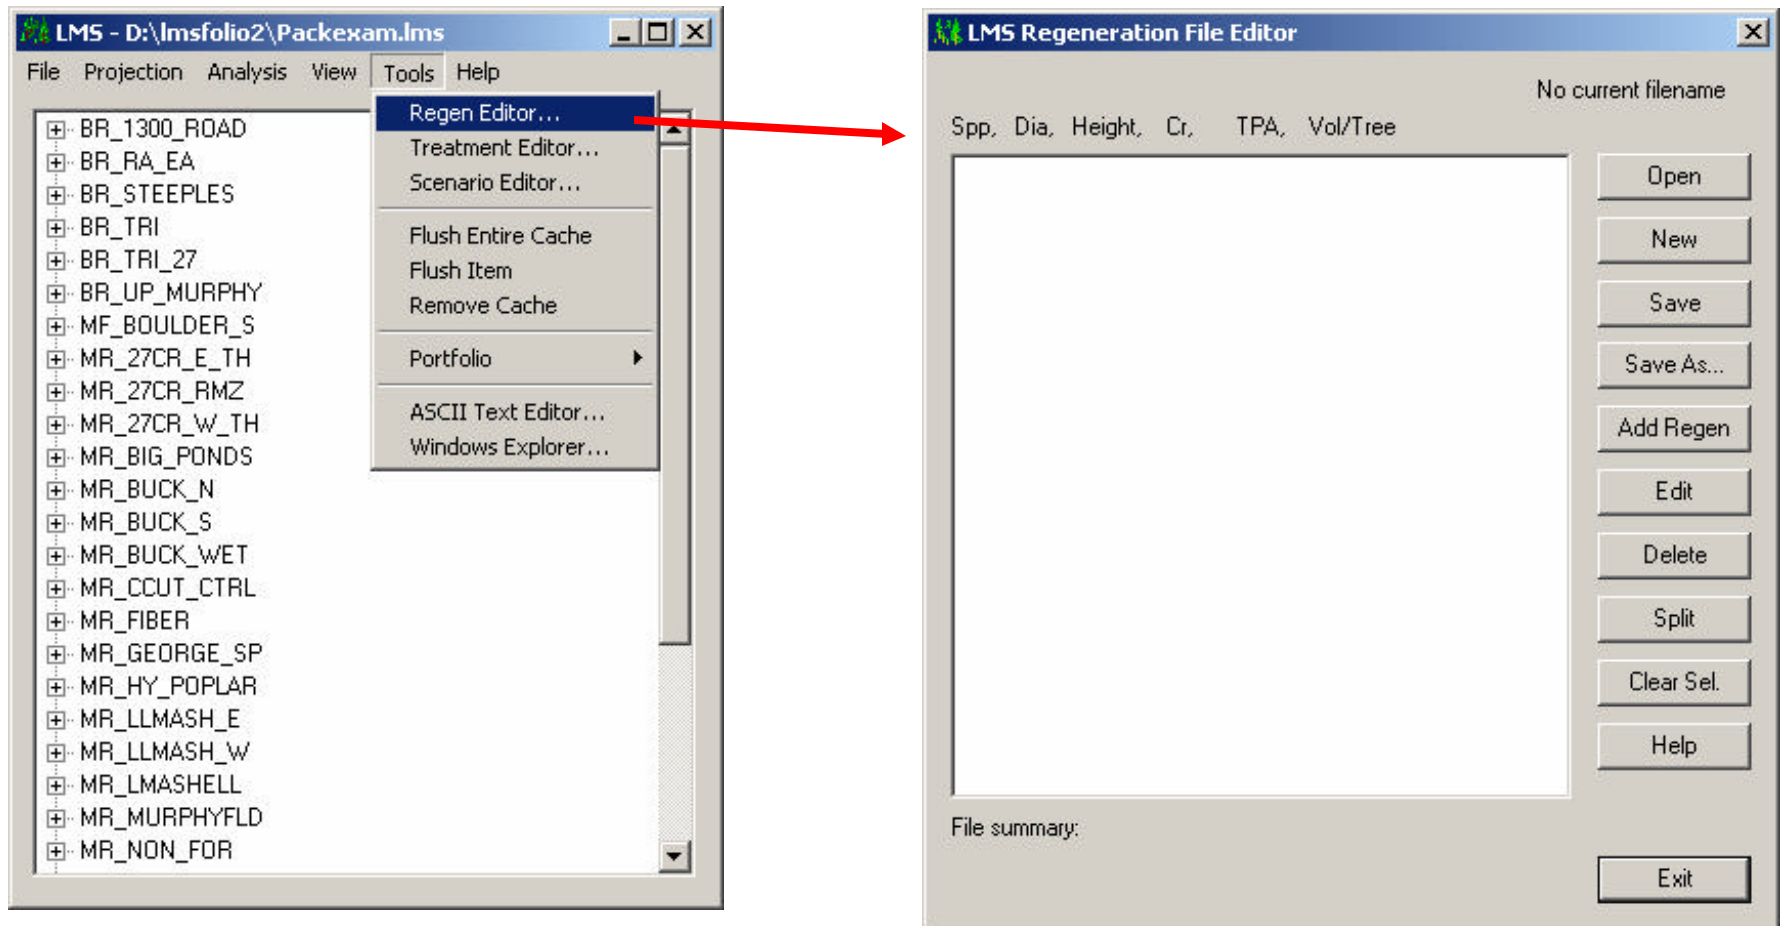 LMS - D:\lmsfolio2\Packexam.lms
File Projection Analysis View Tools Help
BR_1300_ROAD
BR_RA_EA
BR_STEEPLES
BR_TRI
BR_TRI_27
BR_UP_MURPHY
MF_BOULDER_S
MR_27CR_E_TH
MR_27CR_RMZ
MR_27CR_W_TH
MR_BIG_PONDS
MR_BUCK_N
MR_BUCK_S
MR_BUCK_WET
MR_CCUT_CTRL
MR_FIBER
MR_GEORGE_SP
MR_HY_POPLAR
MR_LLMASH_E
MR_LLMASH_W
MR_LMASHELL
MR_MURPHYFLD
MR_NON_FOR
Regen Editor...
Treatment Editor...
Scenario Editor...
Flush Entire Cache
Flush Item
Remove Cache
Portfolio
ASCII Text Editor...
Windows Explorer...
LMS Regeneration File Editor
No current filename
Spp, Dia, Height, Cr, TPA, Vol/Tree
Open
New
Save
Save As...
Add Regen
Edit
Delete
Split
Clear Sel.
Help
File summary:
Exit